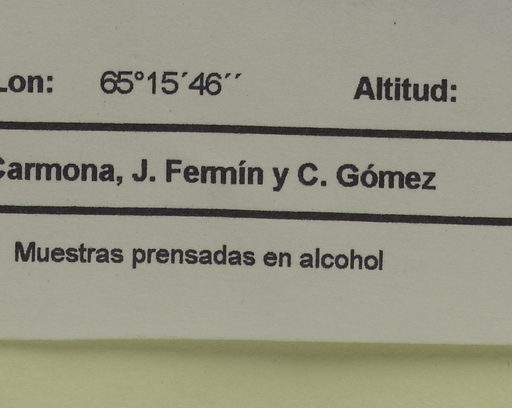 Lon: 65°15´46´´ Altitud:
Carmona, J. Fermín y C. Gómez
Muestras prensadas en alcohol